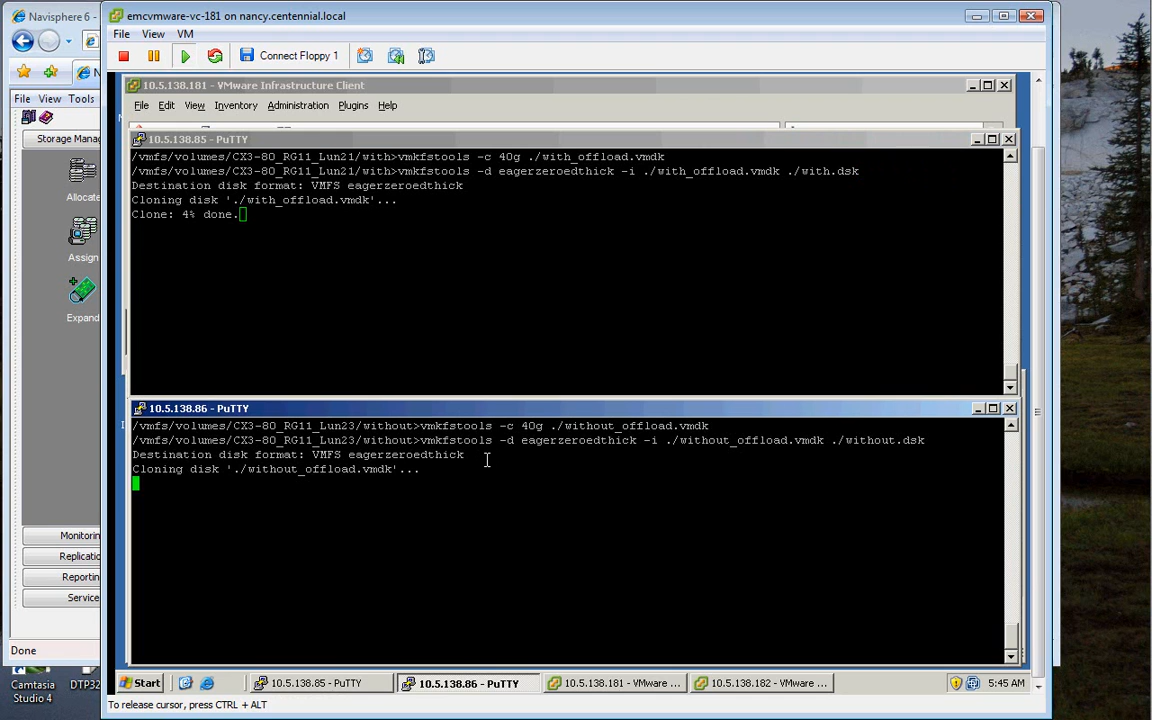 Navisphere 6 -
emcvmware-vc-181 on nancy.centennial.local
File View VM
Connect Floppy 1
File View Tools
Storage Mana
Allocate
Assign
Expand
Monitorin
Replicatio
Reporting
Service
Done
10.5.138.181 - VMware Infrastructure Client
File Edit View Inventory Administration Plugins Help
10.5.138.85 - PuTTY
/vmfs/volumes/CX3-80_RG11_Lun21/with>vmkfstools -c 40g ./with_offload.vmdk
/vmfs/volumes/CX3-80_RG11_Lun21/with>vmkfstools -d eagerzeroedthick -i ./with_offload.vmdk ./with.dsk
Destination disk format: VMFS eagerzeroedthick
Cloning disk './with_offload.vmdk'...
Clone: 4% done.
10.5.138.86 - PuTTY
/vmfs/volumes/CX3-80_RG11_Lun23/without>vmkfstools -c 40g ./without_offload.vmdk
/vmfs/volumes/CX3-80_RG11_Lun23/without>vmkfstools -d eagerzeroedthick -i ./without_offload.vmdk ./without.dsk
Destination disk format: VMFS eagerzeroedthick
Cloning disk './without_offload.vmdk'...
Start 10.5.138.85 - PuTTY 10.5.138.86 - PuTTY 10.5.138.181 - VMware ... 10.5.138.182 - VMware ... 5:45 AM
To release cursor, press CTRL + ALT
Camtasia Studio 4
DTP32